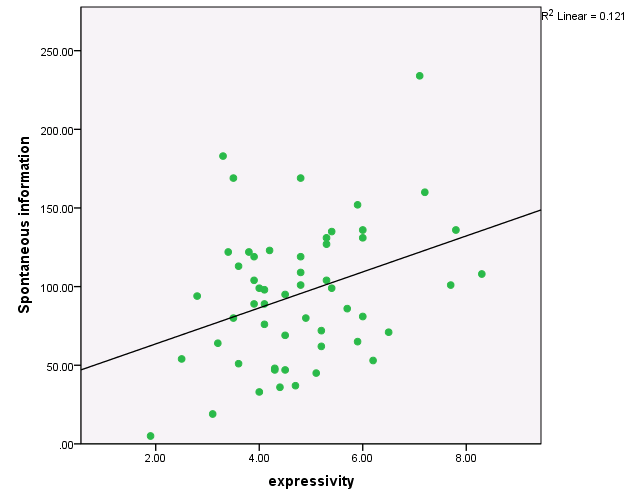 R² Linear = 0.121
250.00
200.00
150.00
100.00
50.00
.00
Spontaneous information
2.00 4.00 6.00 8.00
expressivity